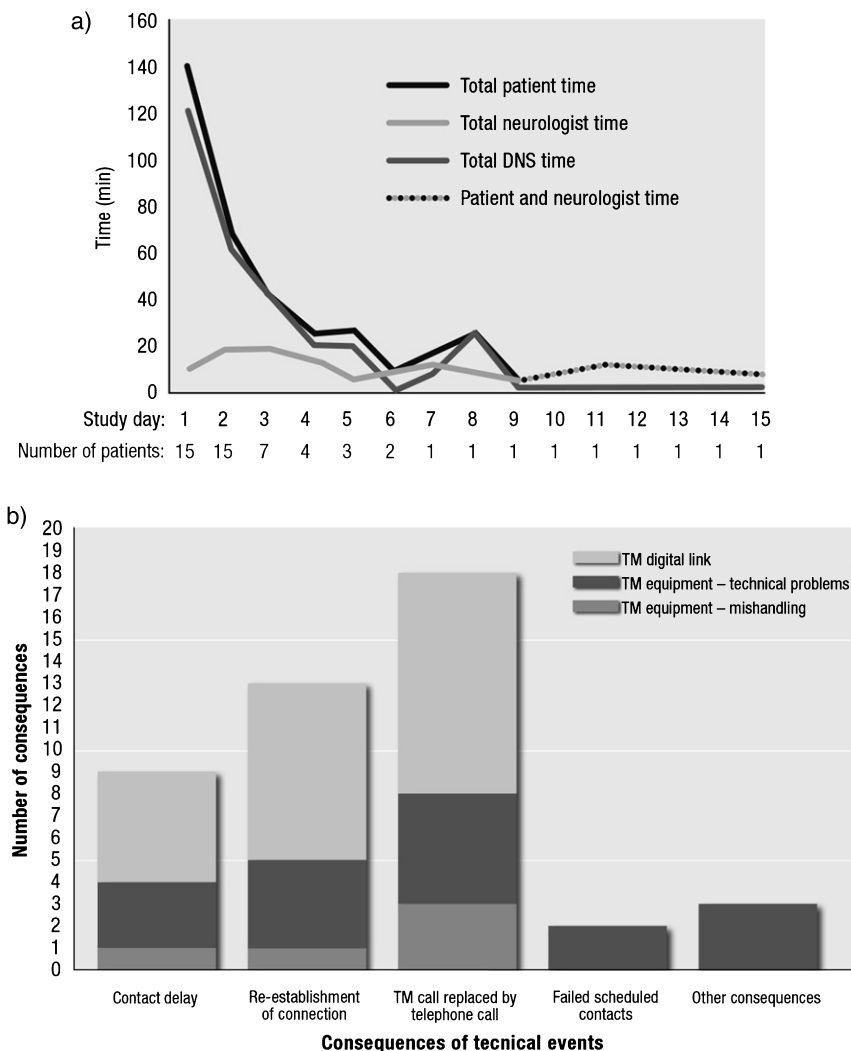 a)
160
140
120
100
80
60
40
20
0
Time (min)
Total patient time
Total neurologist time
Total DNS time
Patient and neurologist time
Study day: 1 2 3 4 5 6 7 8 9 10 11 12 13 14 15
Number of patients: 15 15 7 4 3 2 1 1 1 1 1 1 1 1 1
b)
20
19
18
17
16
15
14
13
12
11
10
9
8
7
6
5
4
3
2
1
0
Number of consequences
TM digital link
TM equipment – technical problems
TM equipment – mishandling
Contact delay
Re-establishment
of connection
TM call replaced by
telephone call
Failed scheduled
contacts
Other consequences
Consequences of tecnical events